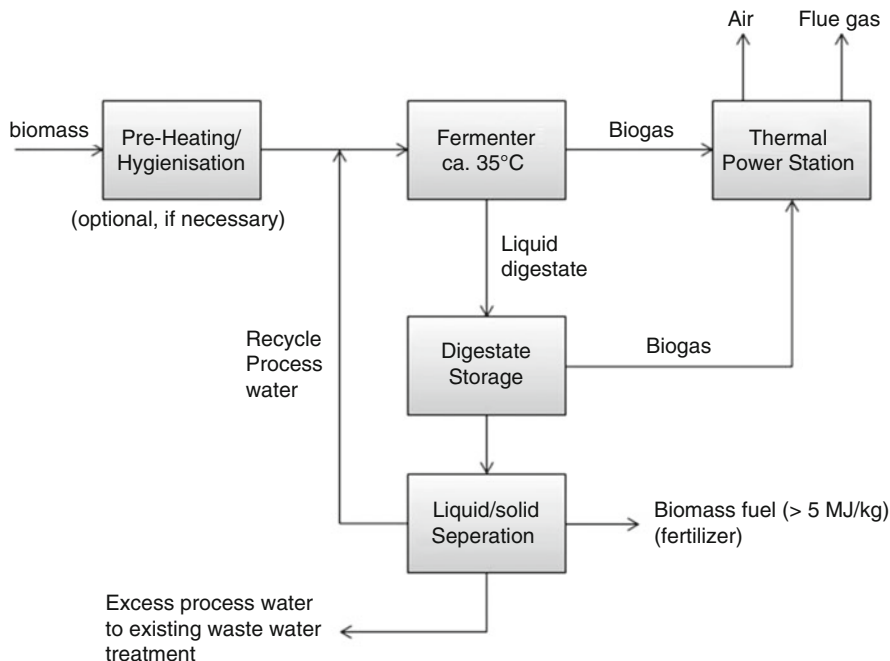 Air
Flue gas
biomass
Pre-Heating/
Hygienisation
(optional, if necessary)
Fermenter
ca. 35°C
Biogas
Thermal
Power Station
Liquid
digestate
Recycle
Process
water
Digestate
Storage
Biogas
Liquid/solid
Seperation
Biomass fuel (> 5 MJ/kg)
(fertilizer)
Excess process water
to existing waste water
treatment